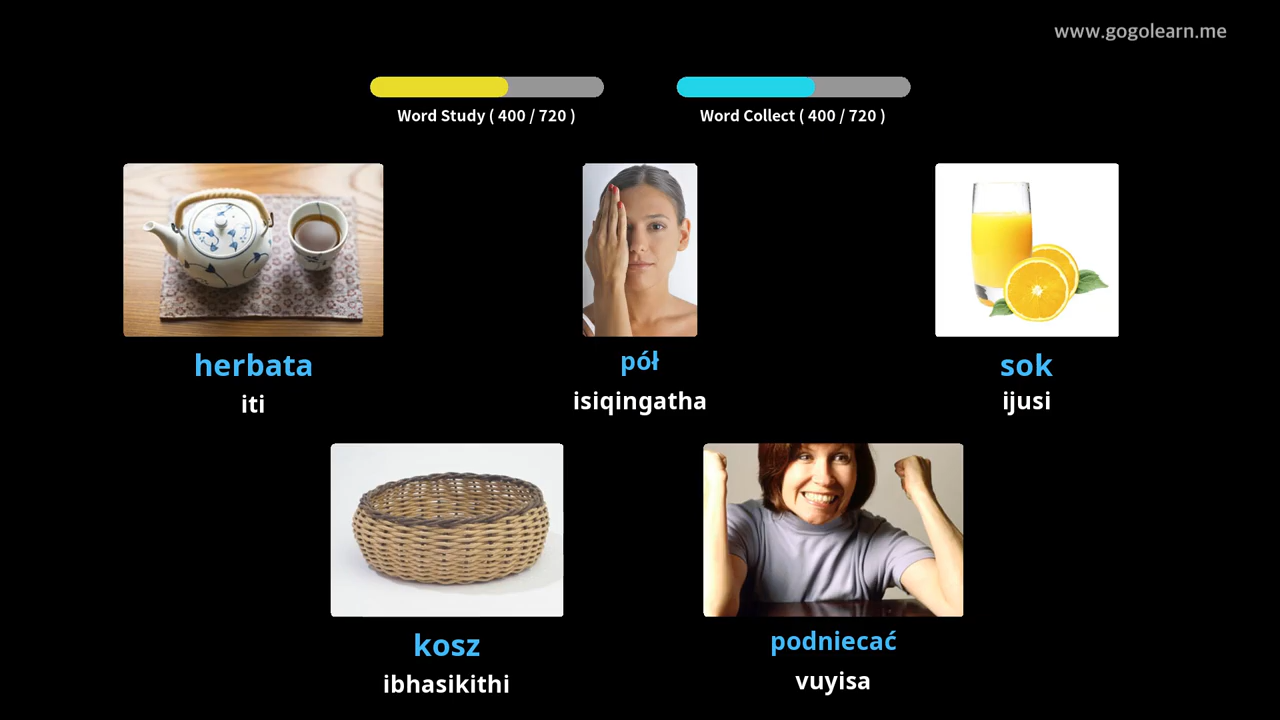 www.gogolearn.me
Word Study ( 400 / 720 )
Word Collect ( 400 / 720 )
herbata
iti
pół
isiqingatha
sok
ijusi
kosz
ibhasikithi
podniecać
vuyisa